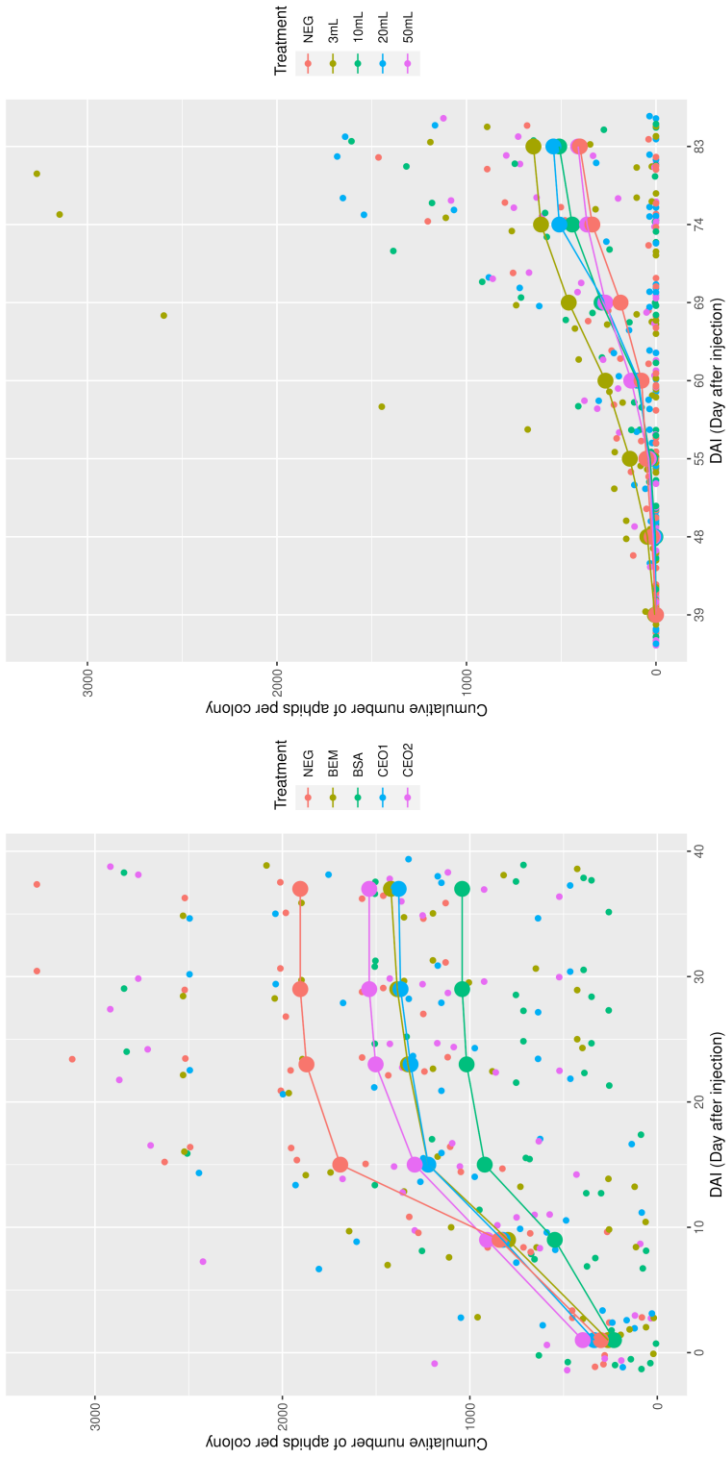 Cumulative number of aphids per colony
3000
2000
1000
0
0
10
20
30
40
DAI (Day after injection)
Treatment
NEG
BEM
BSA
CEO1
CEO2
Cumulative number of aphids per colony
3000
2000
1000
0
39
48
55
60
69
74
83
DAI (Day after injection)
Treatment
NEG
3mL
10mL
20mL
50mL